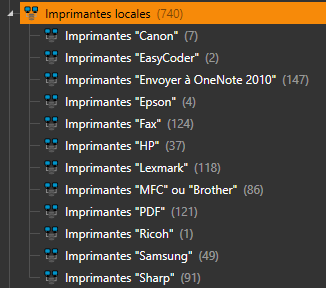 Imprimantes locales (740)
Imprimantes "Canon" (7)
Imprimantes "EasyCoder" (2)
Imprimantes "Envoyer à OneNote 2010" (147)
Imprimantes "Epson" (4)
Imprimantes "Fax" (124)
Imprimantes "HP" (37)
Imprimantes "Lexmark" (118)
Imprimantes "MFC" ou "Brother" (86)
Imprimantes "PDF" (121)
Imprimantes "Ricoh" (1)
Imprimantes "Samsung" (49)
Imprimantes "Sharp" (91)